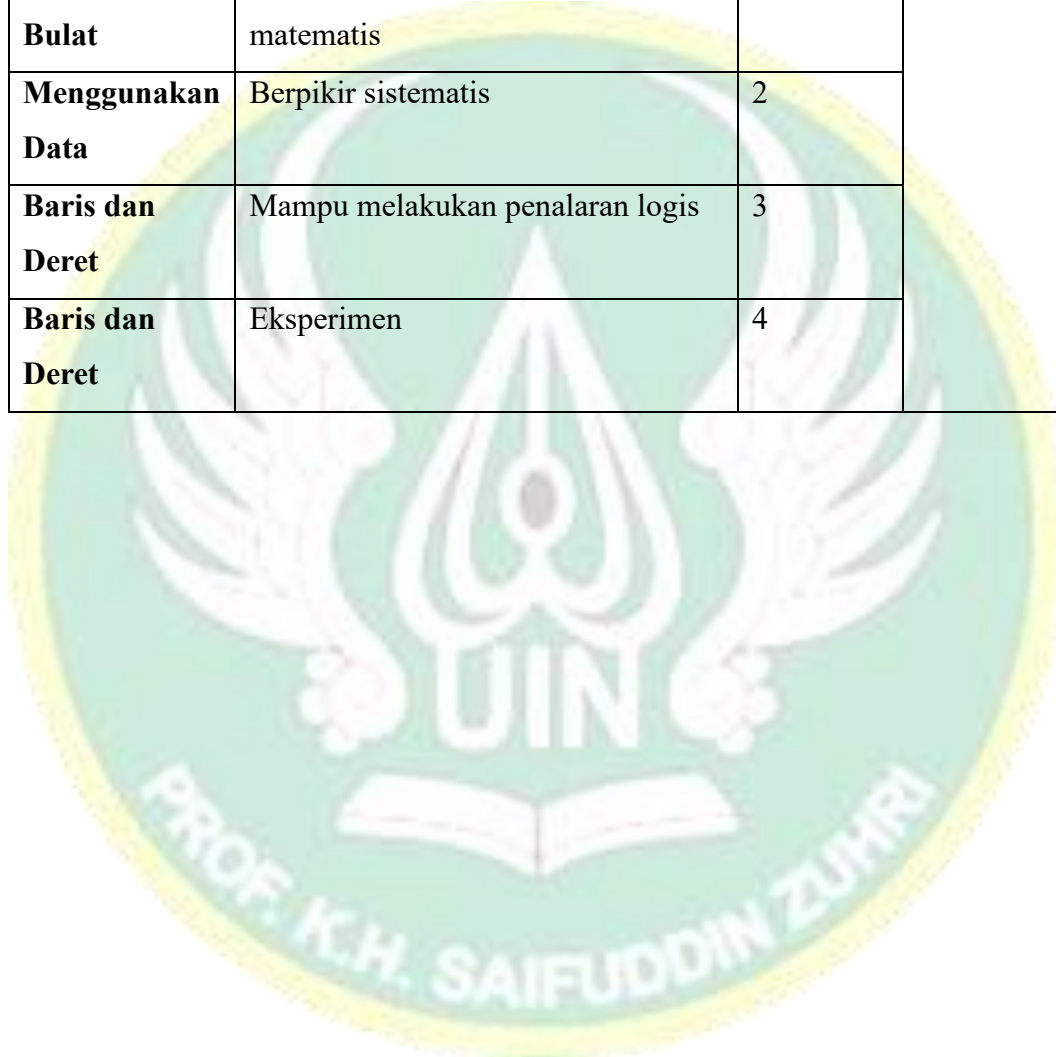 Bulat matematis
Menggunakan Berpikir sistematis 2
Data
Baris dan Mampu melakukan penalaran logis 3
Deret
Baris dan Eksperimen 4
Deret
UIN
PROF. K.H. SAIFUDDIN ZUHRI